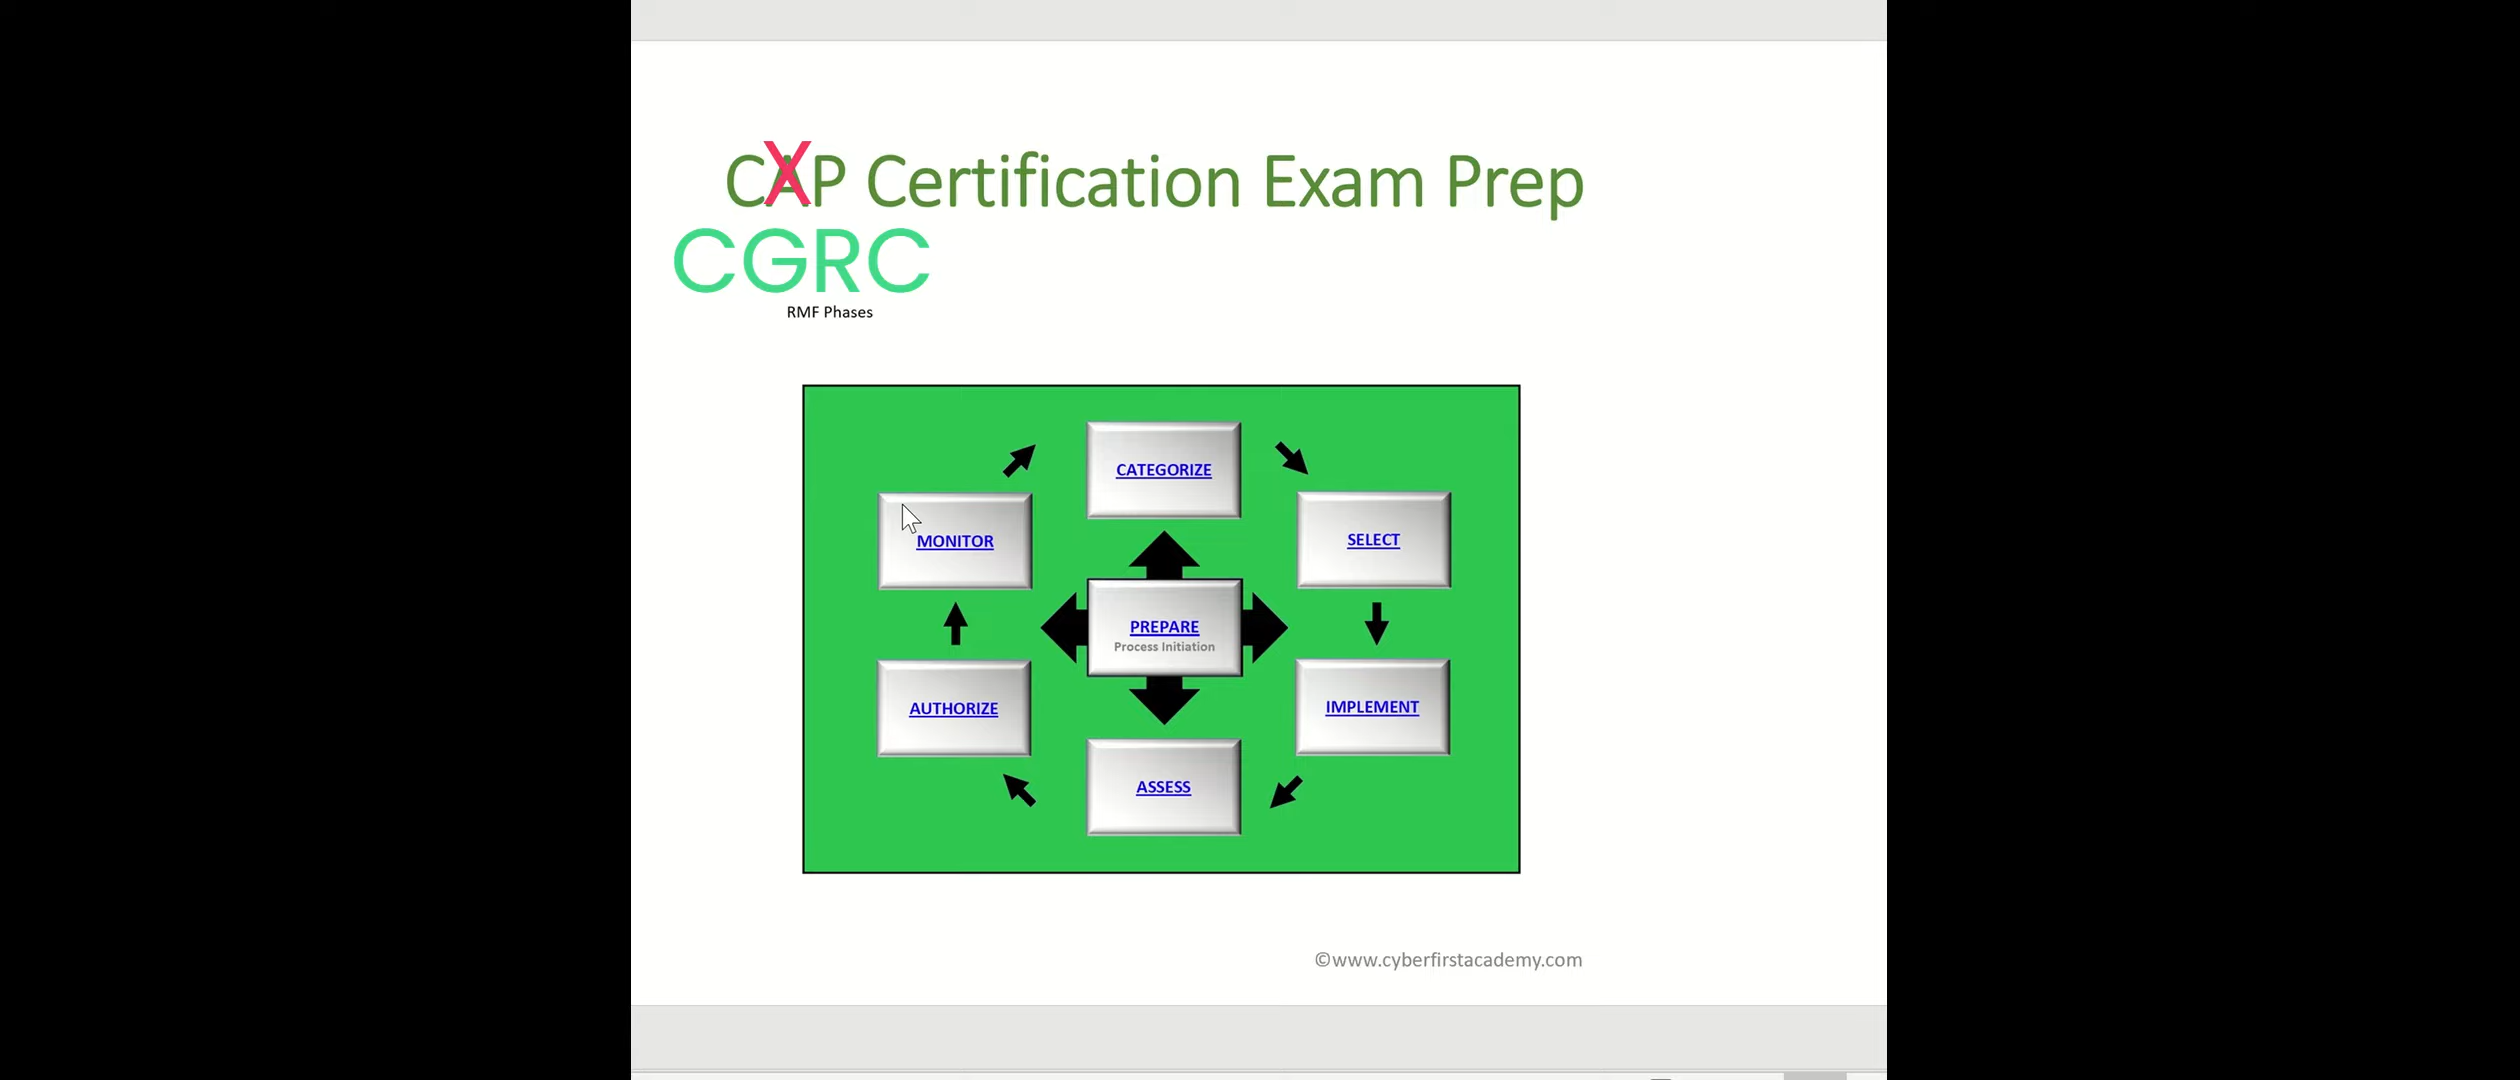 CAP Certification Exam Prep
X
CGRC
RMF Phases
CATEGORIZE
MONITOR
SELECT
PREPARE
Process Initiation
AUTHORIZE
IMPLEMENT
ASSESS
©www.cyberfirstacademy.com